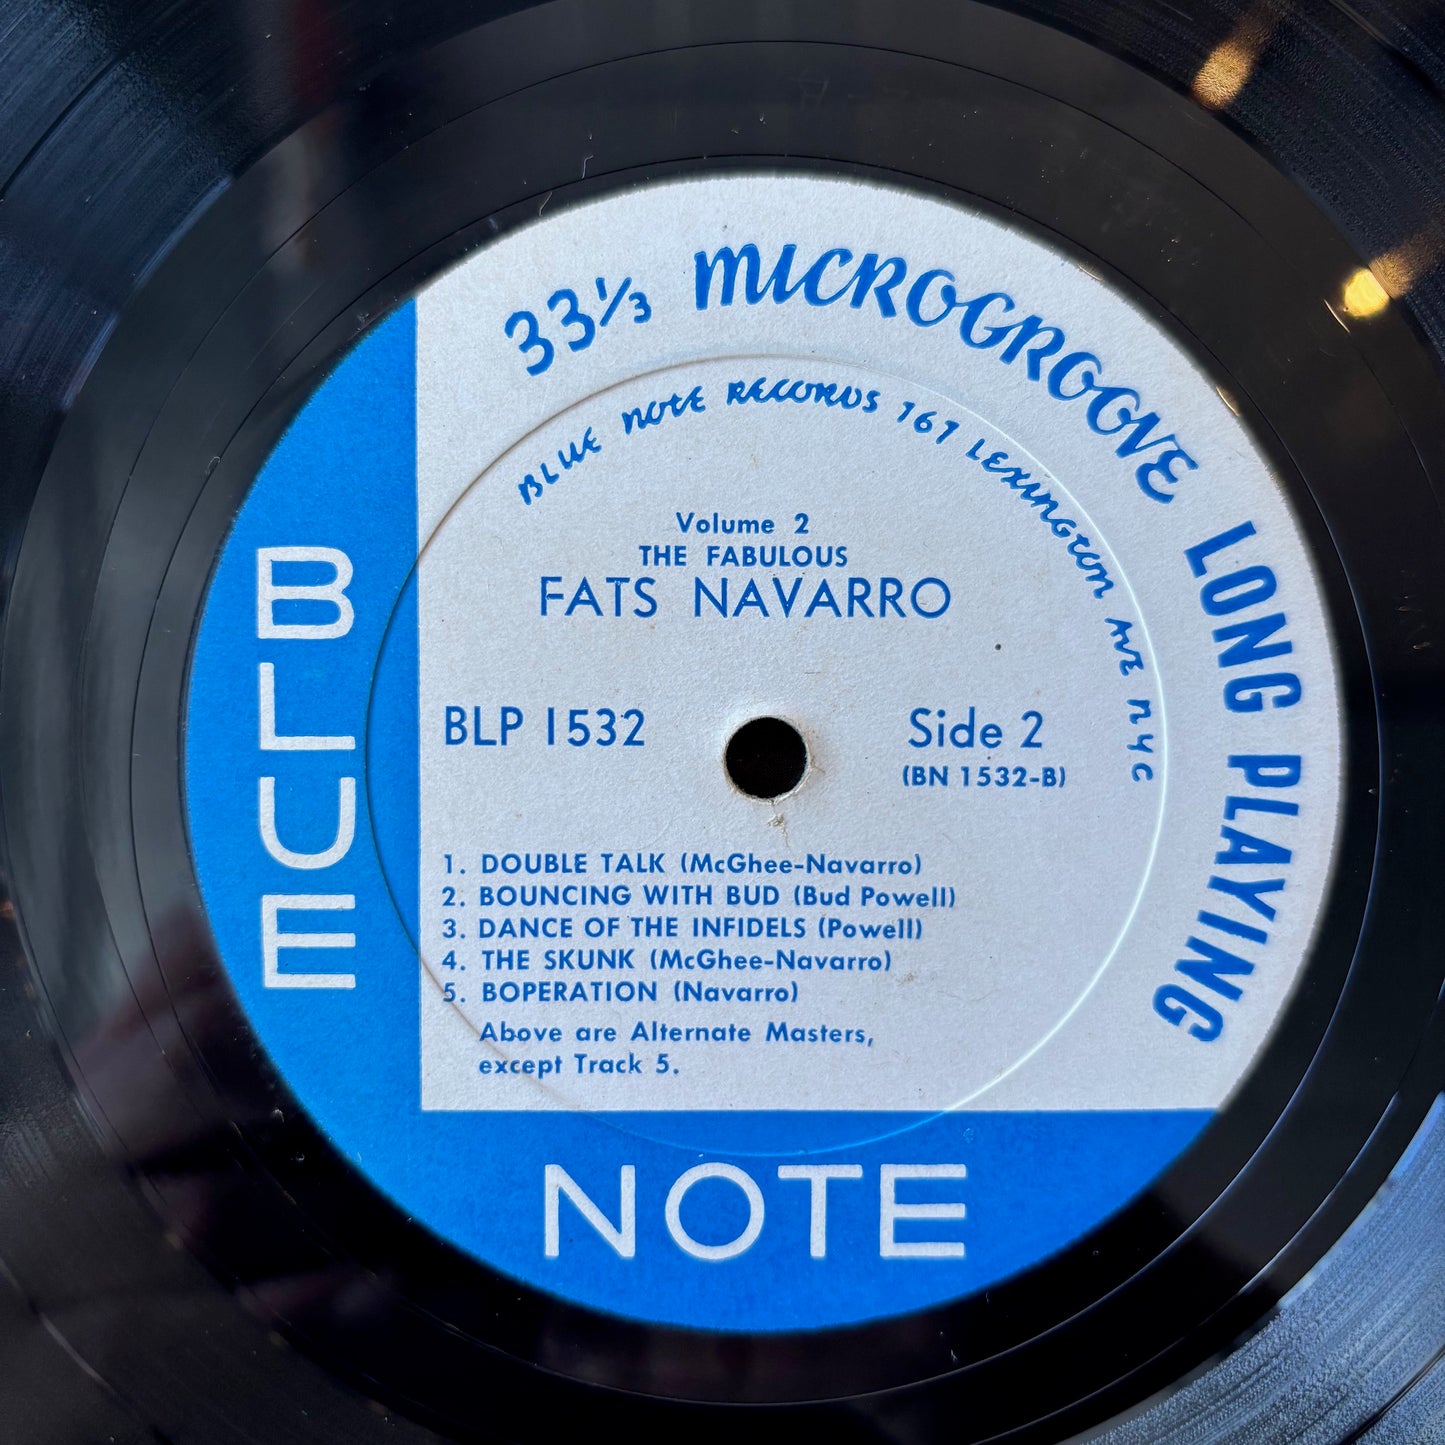 33⅓ MICROGROOVE LONG PLAYING
BLUE NOTE RECORDS 767 LEXINGTON AVE NYC
Volume 2
THE FABULOUS
FATS NAVARRO
BLP 1532
Side 2
(BN 1532-B)
1. DOUBLE TALK (McGhee-Navarro)
2. BOUNCING WITH BUD (Bud Powell)
3. DANCE OF THE INFIDELS (Powell)
4. THE SKUNK (McGhee-Navarro)
5. BOPERATION (Navarro)
Above are Alternate Masters,
except Track 5.
BLUE
NOTE